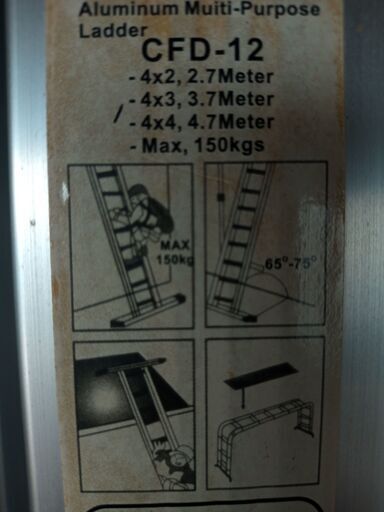 Aluminum Muiti-Purpose
Ladder
CFD-12
- 4x2, 2.7Meter
- 4x3, 3.7Meter
- 4x4, 4.7Meter
- Max, 150kgs
MAX
150kg
65°-75°